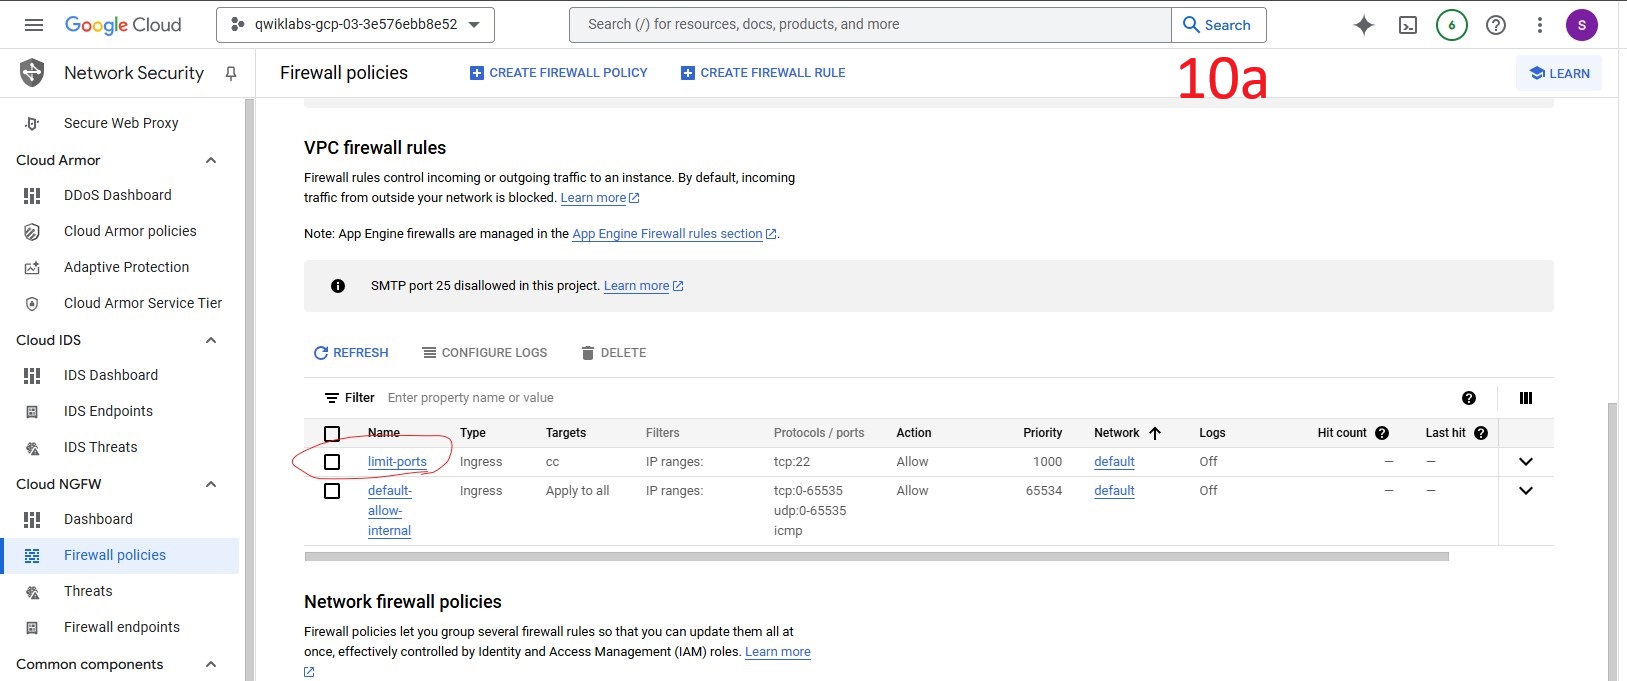 Google Cloud
qwiklabs-gcp-03-3e576ebb8e52
Search (/) for resources, docs, products, and more
Search
6
S
Network Security
Firewall policies
CREATE FIREWALL POLICY
CREATE FIREWALL RULE
10a
LEARN
Secure Web Proxy
Cloud Armor
DDoS Dashboard
Cloud Armor policies
Adaptive Protection
Cloud Armor Service Tier
Cloud IDS
IDS Dashboard
IDS Endpoints
IDS Threats
Cloud NGFW
Dashboard
Firewall policies
Threats
Firewall endpoints
Common components
VPC firewall rules
Firewall rules control incoming or outgoing traffic to an instance. By default, incoming
traffic from outside your network is blocked. Learn more
Note: App Engine firewalls are managed in the App Engine Firewall rules section.
SMTP port 25 disallowed in this project. Learn more
REFRESH
CONFIGURE LOGS
DELETE
Filter Enter property name or value
Name Type Targets Filters Protocols / ports Action Priority Network Logs Hit count Last hit
limit-ports Ingress cc IP ranges: tcp:22 Allow 1000 default Off — —
default- Ingress Apply to all IP ranges: tcp:0-65535 Allow 65534 default Off — —
allow- udp:0-65535
internal icmp
Network firewall policies
Firewall policies let you group several firewall rules so that you can update them all at
once, effectively controlled by Identity and Access Management (IAM) roles. Learn more